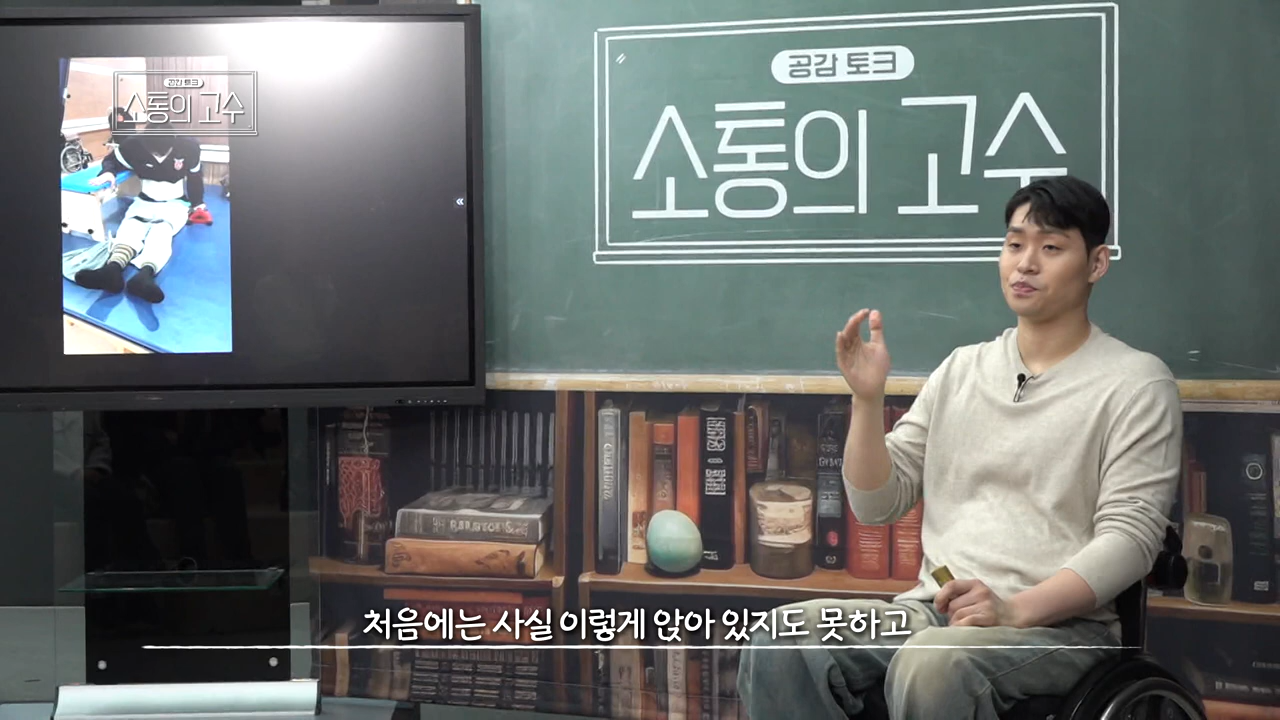 공감 토크
소통의 고수
공감 토크
소통의 고수
처음에는 사실 이렇게 앉아 있지도 못하고